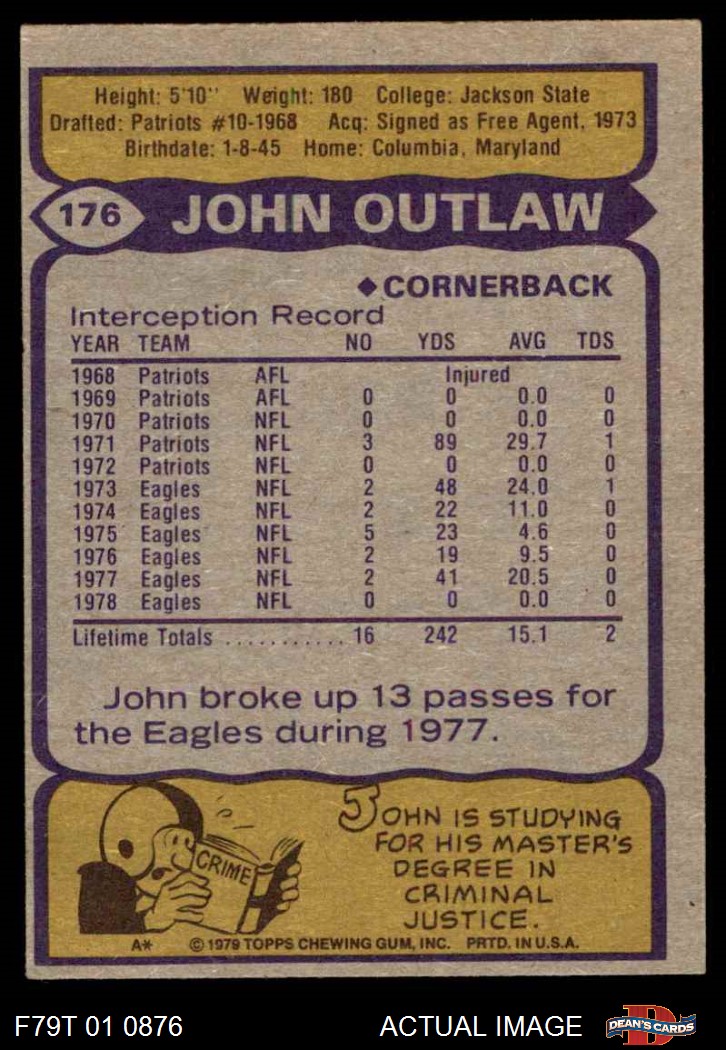 Height: 5'10" Weight: 180 College: Jackson State
Drafted: Patriots #10-1968 Acq: Signed as Free Agent, 1973
Birthdate: 1-8-45 Home: Columbia, Maryland
176 JOHN OUTLAW
◆CORNERBACK
Interception Record
YEAR TEAM NO YDS AVG TDS
1968 Patriots AFL Injured
1969 Patriots AFL 0 0 0.0 0
1970 Patriots NFL 0 0 0.0 0
1971 Patriots NFL 3 89 29.7 1
1972 Patriots NFL 0 0 0.0 0
1973 Eagles NFL 2 48 24.0 1
1974 Eagles NFL 2 22 11.0 0
1975 Eagles NFL 5 23 4.6 0
1976 Eagles NFL 2 19 9.5 0
1977 Eagles NFL 2 41 20.5 0
1978 Eagles NFL 0 0 0.0 0
Lifetime Totals ........... 16 242 15.1 2
John broke up 13 passes for
the Eagles during 1977.
CRIME
JOHN IS STUDYING
FOR HIS MASTER'S
DEGREE IN
CRIMINAL
JUSTICE.
A* © 1979 TOPPS CHEWING GUM, INC. PRTD. IN U.S.A.
F79T 01 0876 ACTUAL IMAGE D DEAN'S CARDS